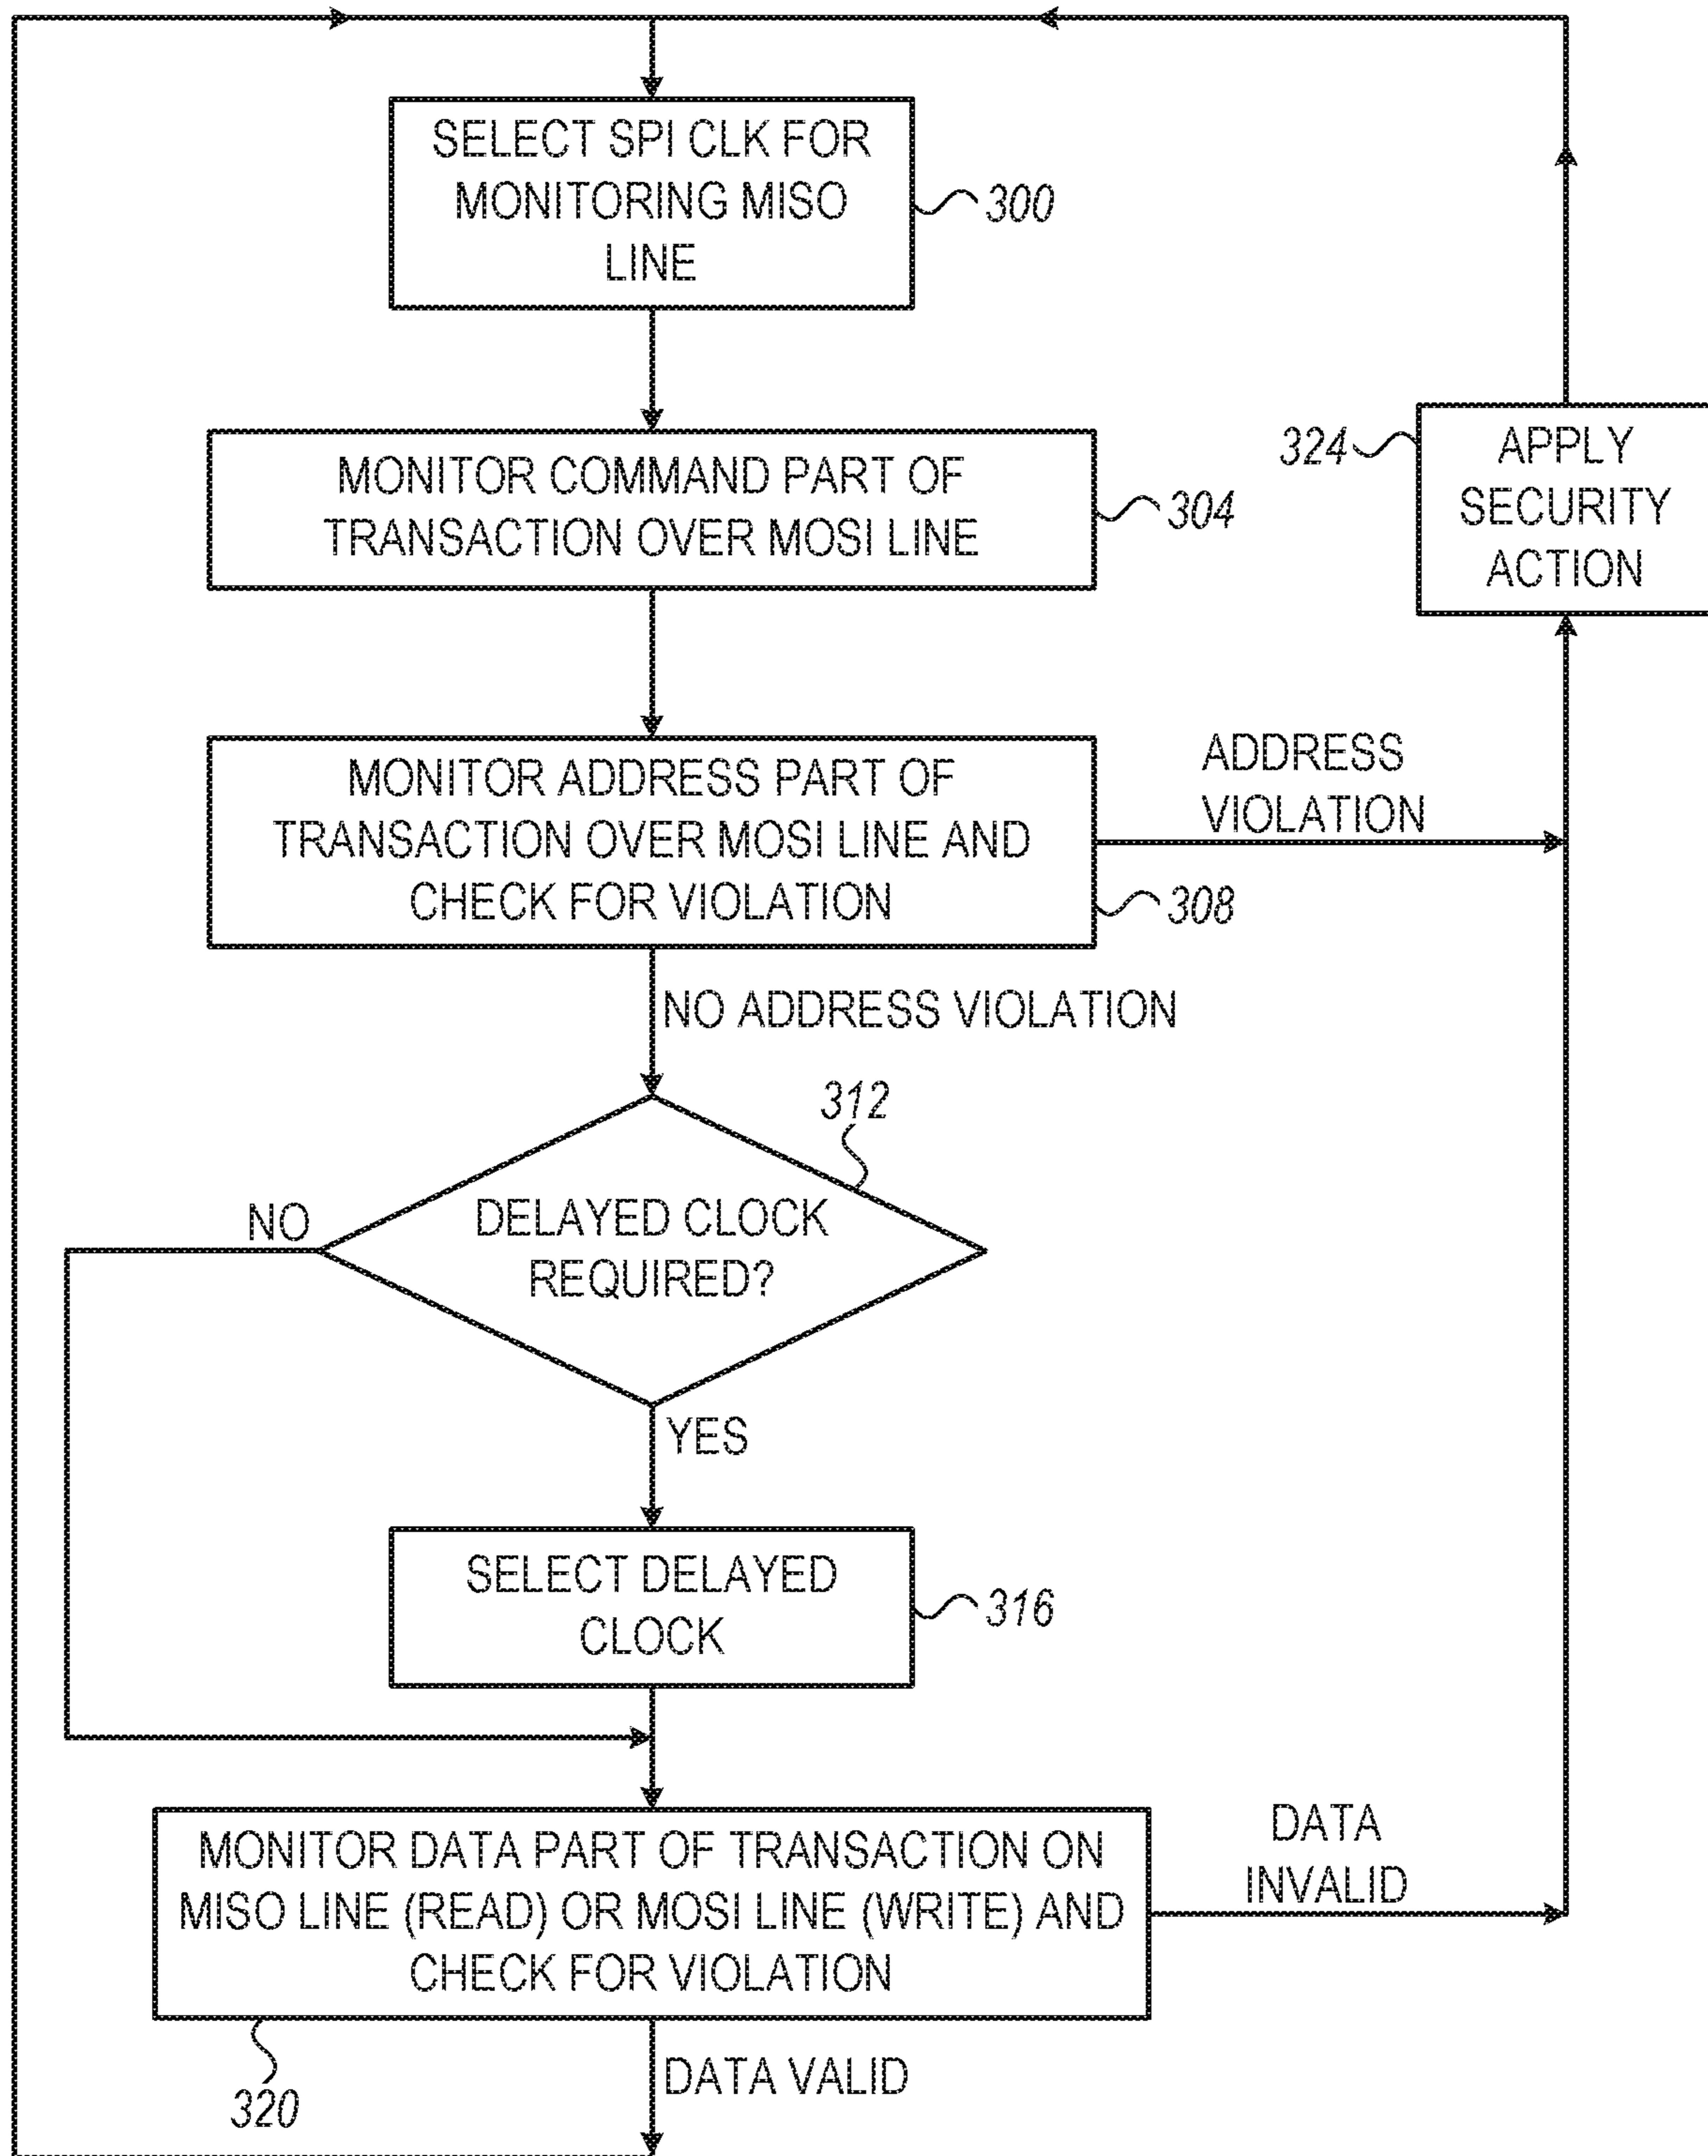 SELECT SPI CLK FOR
MONITORING MISO
LINE
300
MONITOR COMMAND PART OF
TRANSACTION OVER MOSI LINE
304
324
APPLY
SECURITY
ACTION
MONITOR ADDRESS PART OF
TRANSACTION OVER MOSI LINE AND
CHECK FOR VIOLATION
308
ADDRESS
VIOLATION
NO ADDRESS VIOLATION
312
DELAYED CLOCK
REQUIRED?
NO
YES
SELECT DELAYED
CLOCK
316
MONITOR DATA PART OF TRANSACTION ON
MISO LINE (READ) OR MOSI LINE (WRITE) AND
CHECK FOR VIOLATION
DATA
INVALID
320
DATA VALID